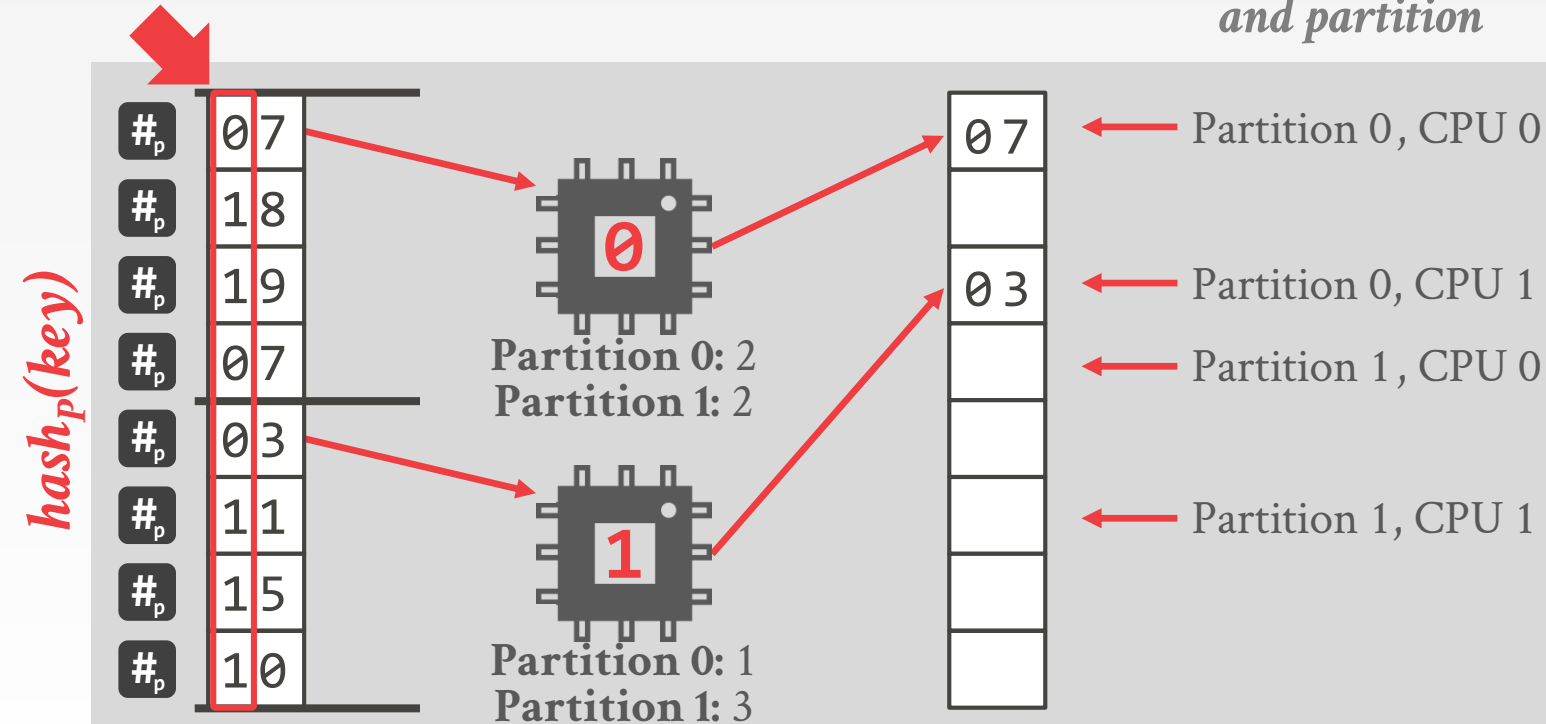 and partition
hashp(key)
#p 07
#p 18
#p 19
#p 07
#p 03
#p 11
#p 15
#p 10
0
Partition 0: 2
Partition 1: 2
1
Partition 0: 1
Partition 1: 3
07
03
Partition 0, CPU 0
Partition 0, CPU 1
Partition 1, CPU 0
Partition 1, CPU 1